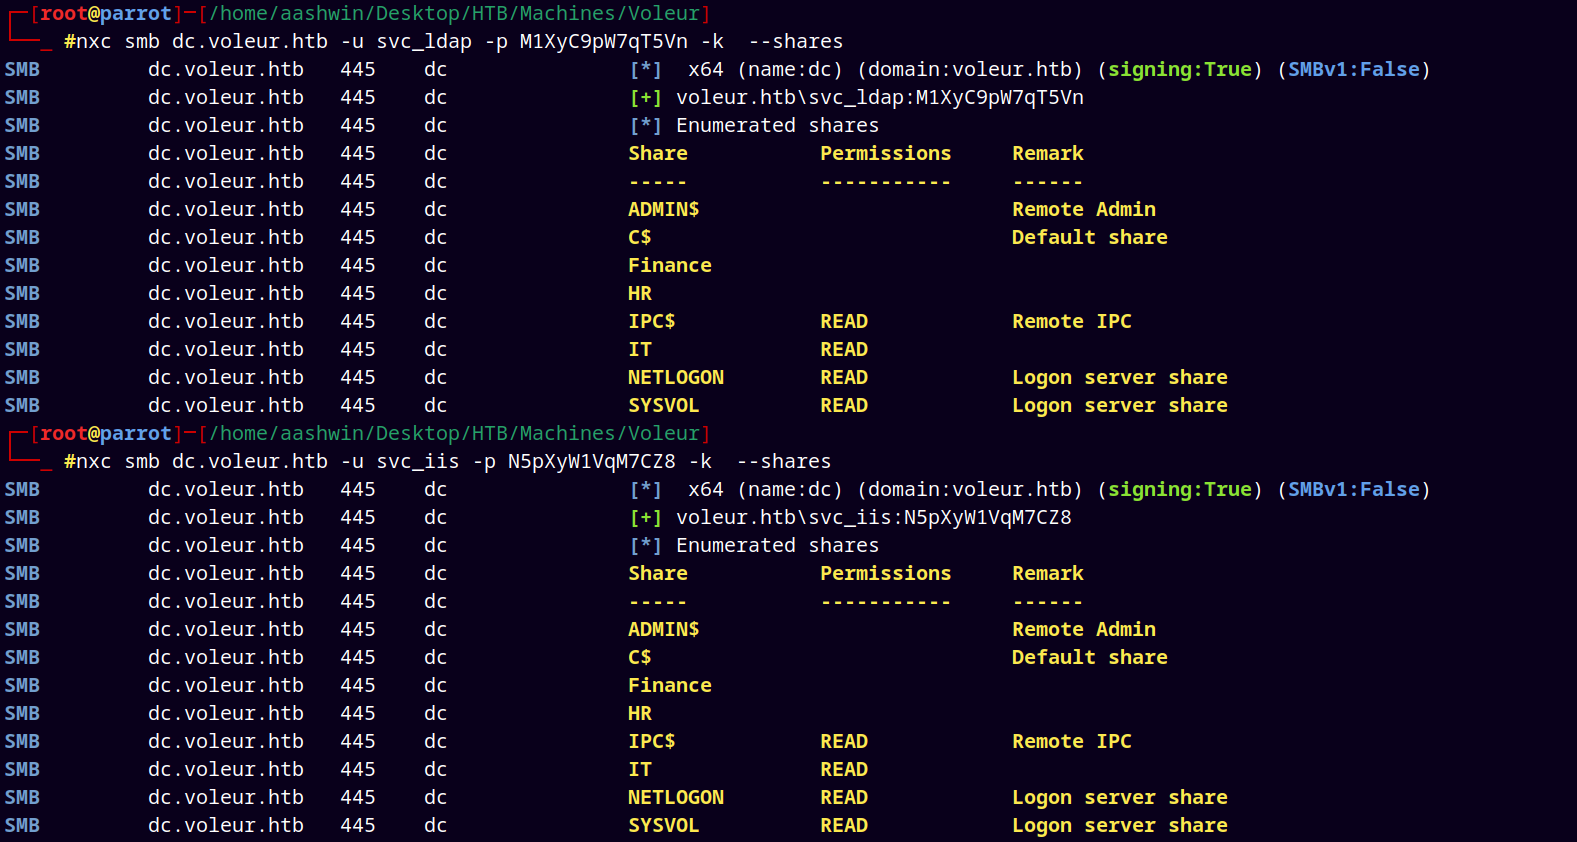 [root@parrot]─[/home/aashwin/Desktop/HTB/Machines/Voleur]
#nxc smb dc.voleur.htb -u svc_ldap -p M1XyC9pW7qT5Vn -k  --shares
SMB         dc.voleur.htb   445    dc               [*]  x64 (name:dc) (domain:voleur.htb) (signing:True) (SMBv1:False)
SMB         dc.voleur.htb   445    dc               [+] voleur.htb\svc_ldap:M1XyC9pW7qT5Vn
SMB         dc.voleur.htb   445    dc               [*] Enumerated shares
SMB         dc.voleur.htb   445    dc               Share           Permissions     Remark
SMB         dc.voleur.htb   445    dc               -----           -----------     ------
SMB         dc.voleur.htb   445    dc               ADMIN$                          Remote Admin
SMB         dc.voleur.htb   445    dc               C$                              Default share
SMB         dc.voleur.htb   445    dc               Finance
SMB         dc.voleur.htb   445    dc               HR
SMB         dc.voleur.htb   445    dc               IPC$            READ            Remote IPC
SMB         dc.voleur.htb   445    dc               IT              READ
SMB         dc.voleur.htb   445    dc               NETLOGON        READ            Logon server share
SMB         dc.voleur.htb   445    dc               SYSVOL          READ            Logon server share
[root@parrot]─[/home/aashwin/Desktop/HTB/Machines/Voleur]
#nxc smb dc.voleur.htb -u svc_iis -p N5pXyW1VqM7CZ8 -k  --shares
SMB         dc.voleur.htb   445    dc               [*]  x64 (name:dc) (domain:voleur.htb) (signing:True) (SMBv1:False)
SMB         dc.voleur.htb   445    dc               [+] voleur.htb\svc_iis:N5pXyW1VqM7CZ8
SMB         dc.voleur.htb   445    dc               [*] Enumerated shares
SMB         dc.voleur.htb   445    dc               Share           Permissions     Remark
SMB         dc.voleur.htb   445    dc               -----           -----------     ------
SMB         dc.voleur.htb   445    dc               ADMIN$                          Remote Admin
SMB         dc.voleur.htb   445    dc               C$                              Default share
SMB         dc.voleur.htb   445    dc               Finance
SMB         dc.voleur.htb   445    dc               HR
SMB         dc.voleur.htb   445    dc               IPC$            READ            Remote IPC
SMB         dc.voleur.htb   445    dc               IT              READ
SMB         dc.voleur.htb   445    dc               NETLOGON        READ            Logon server share
SMB         dc.voleur.htb   445    dc               SYSVOL          READ            Logon server share